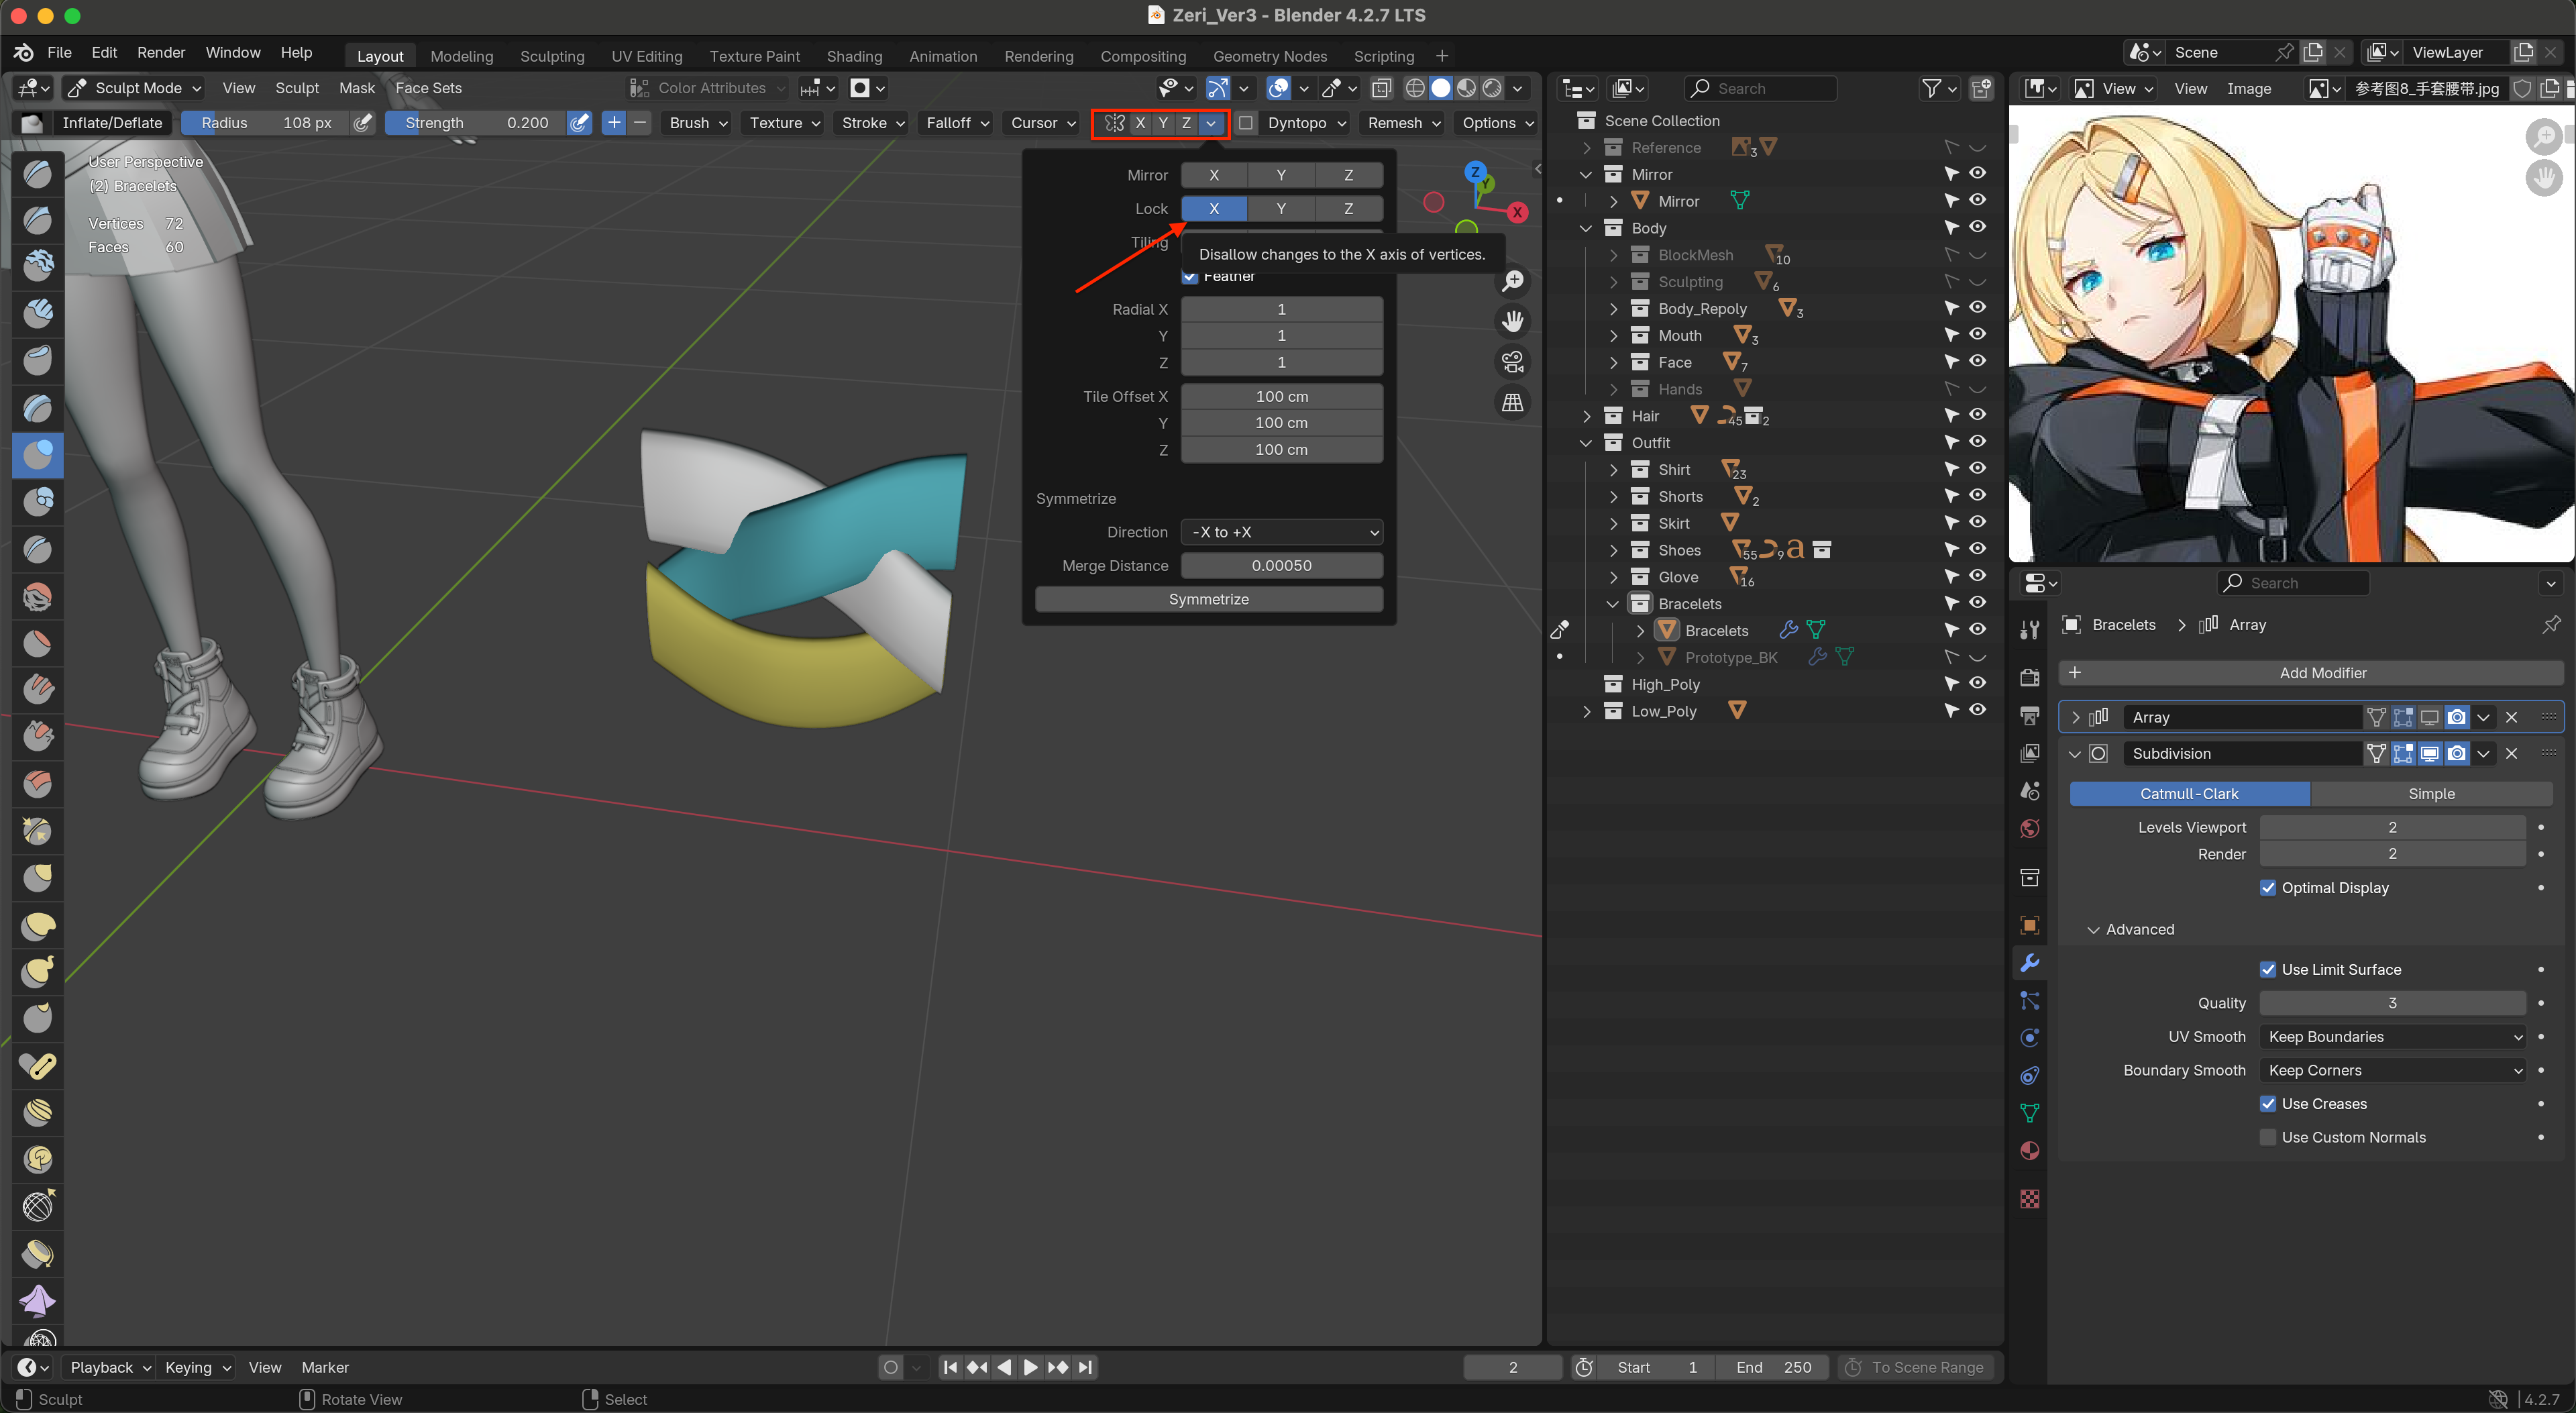 Zeri_Ver3 - Blender 4.2.7 LTS
File Edit Render Window Help Layout Modeling Sculpting UV Editing Texture Paint Shading Animation Rendering Compositing Geometry Nodes Scripting + Scene ViewLayer
Sculpt Mode View Sculpt Mask Face Sets Color Attributes Search View View Image 参考图8_手套腰带.jpg
Inflate/Deflate Radius 108 px Strength 0.200 Brush Texture Stroke Falloff Cursor X Y Z Dyntopo Remesh Options
User Perspective
(2) Bracelets
Vertices 72
Faces 60
Mirror X Y Z
Lock X Y Z
Tiling
Disallow changes to the X axis of vertices.
Feather
Radial X 1
Y 1
Z 1
Tile Offset X 100 cm
Y 100 cm
Z 100 cm
Symmetrize
Direction -X to +X
Merge Distance 0.00050
Symmetrize
Z
Y
X
Scene Collection
Reference 3
Mirror
Mirror
Body
BlockMesh 10
Sculpting 6
Body_Repoly 3
Mouth 3
Face 7
Hands
Hair 45 2
Outfit
Shirt 23
Shorts 2
Skirt
Shoes 55 9 a
Glove 16
Bracelets
Bracelets
Prototype_BK
High_Poly
Low_Poly
Search
Bracelets > Array
+ Add Modifier
Array
Subdivision
Catmull-Clark Simple
Levels Viewport 2
Render 2
Optimal Display
Advanced
Use Limit Surface
Quality 3
UV Smooth Keep Boundaries
Boundary Smooth Keep Corners
Use Creases
Use Custom Normals
Playback Keying View Marker 2 Start 1 End 250 To Scene Range
Sculpt Rotate View Select 4.2.7